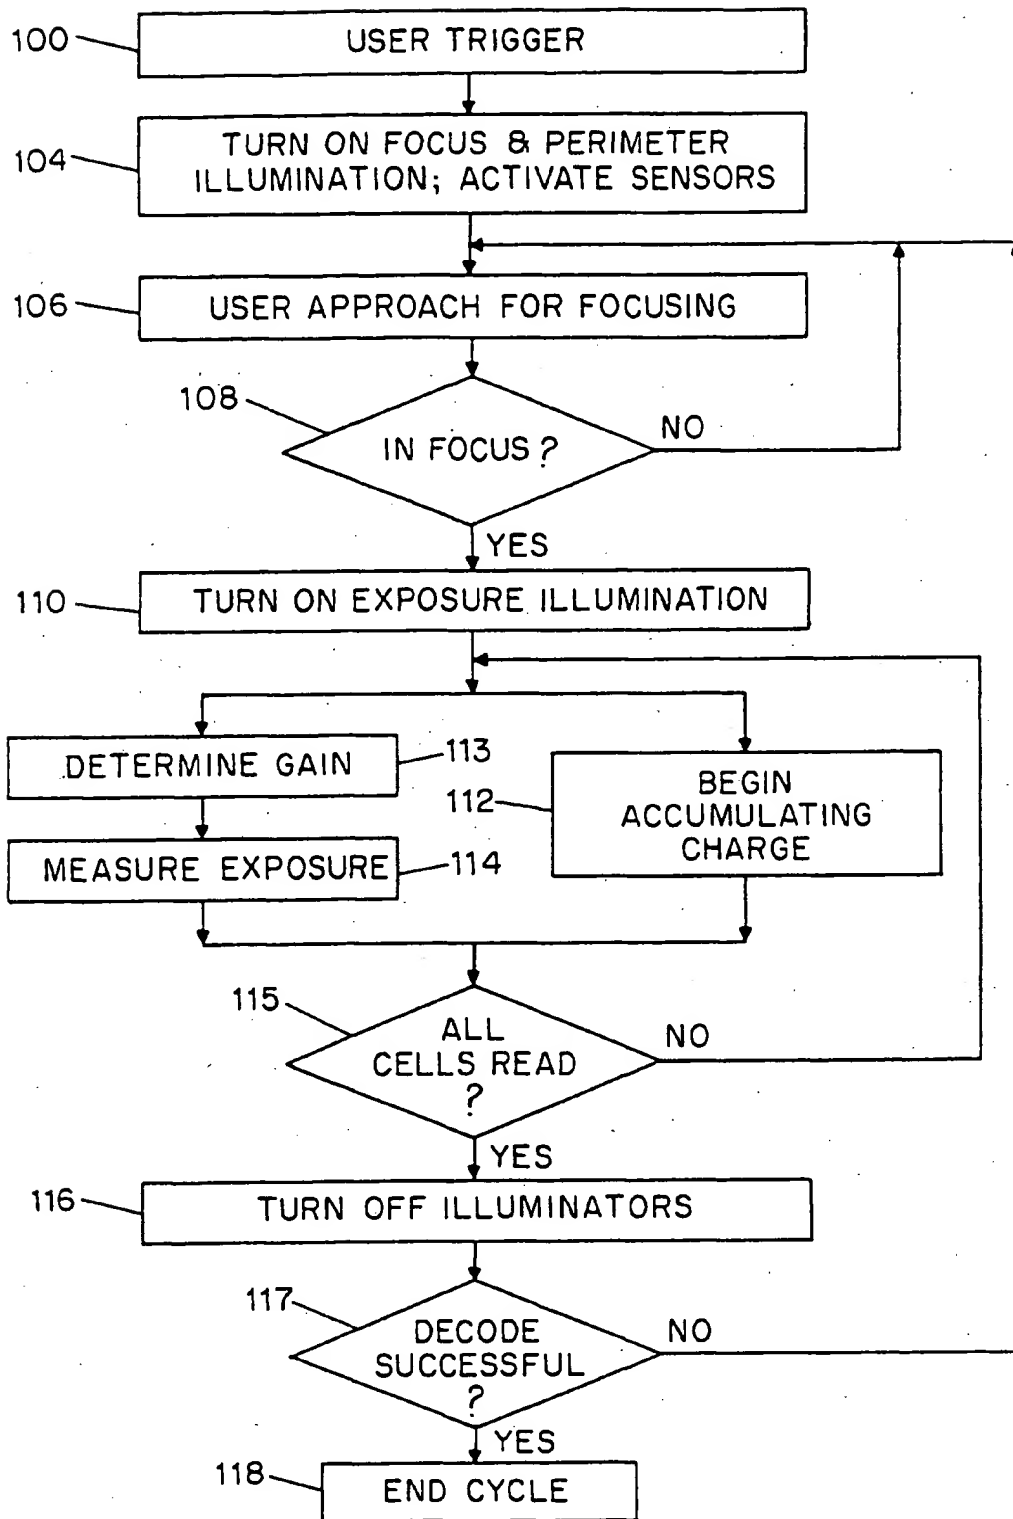 100
USER TRIGGER
104
TURN ON FOCUS & PERIMETER
ILLUMINATION; ACTIVATE SENSORS
106
USER APPROACH FOR FOCUSING
108
IN FOCUS?
NO
YES
110
TURN ON EXPOSURE ILLUMINATION
DETERMINE GAIN
113
112
BEGIN
ACCUMULATING
CHARGE
MEASURE EXPOSURE
114
115
ALL
CELLS READ
?
NO
YES
116
TURN OFF ILLUMINATORS
117
DECODE
SUCCESSFUL
?
NO
YES
118
END CYCLE